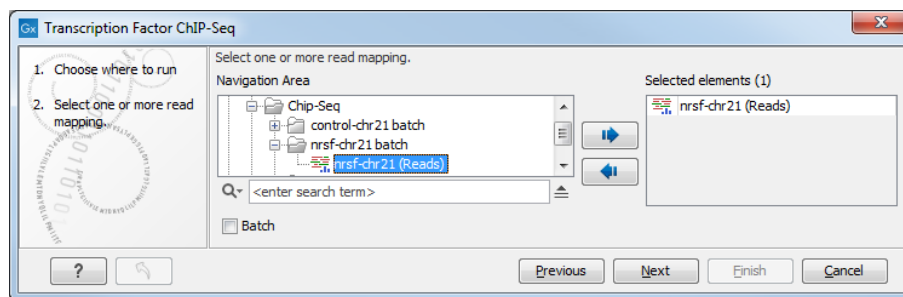 Gx Transcription Factor ChIP-Seq
X
1. Choose where to run
2. Select one or more read
mapping.
Select one or more read mapping.
Navigation Area
Chip-Seq
control-chr21 batch
nrsf-chr21 batch
nrsf-chr21 (Reads)
<enter search term>
Batch
Selected elements (1)
nrsf-chr21 (Reads)
?
Previous
Next
Finish
Cancel